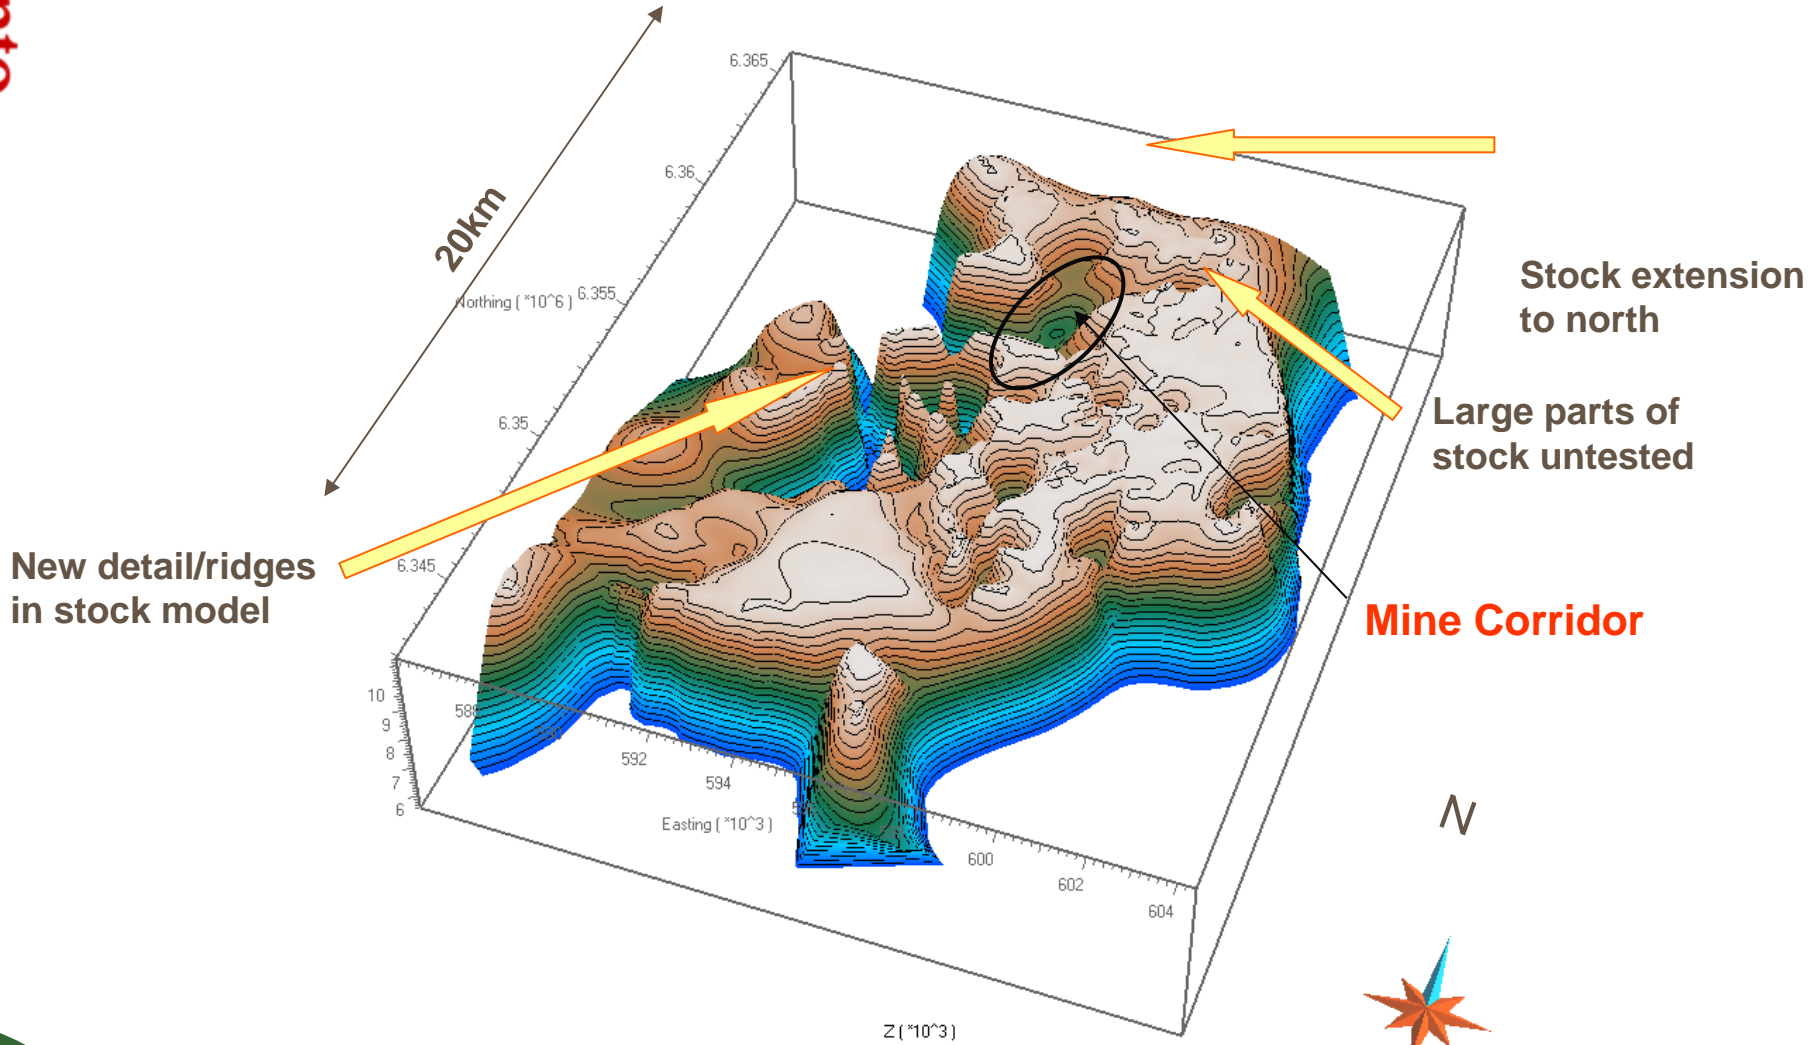 6.365
6.36
20km
Northing ( *10^6 )
6.355
Stock extension
to north
6.35
Large parts of
stock untested
New detail/ridges
in stock model
6.345
Mine Corridor
10
9
8
7
6
592
594
Easting ( *10^3 )
600
602
604
N
Z ( *10^3 )